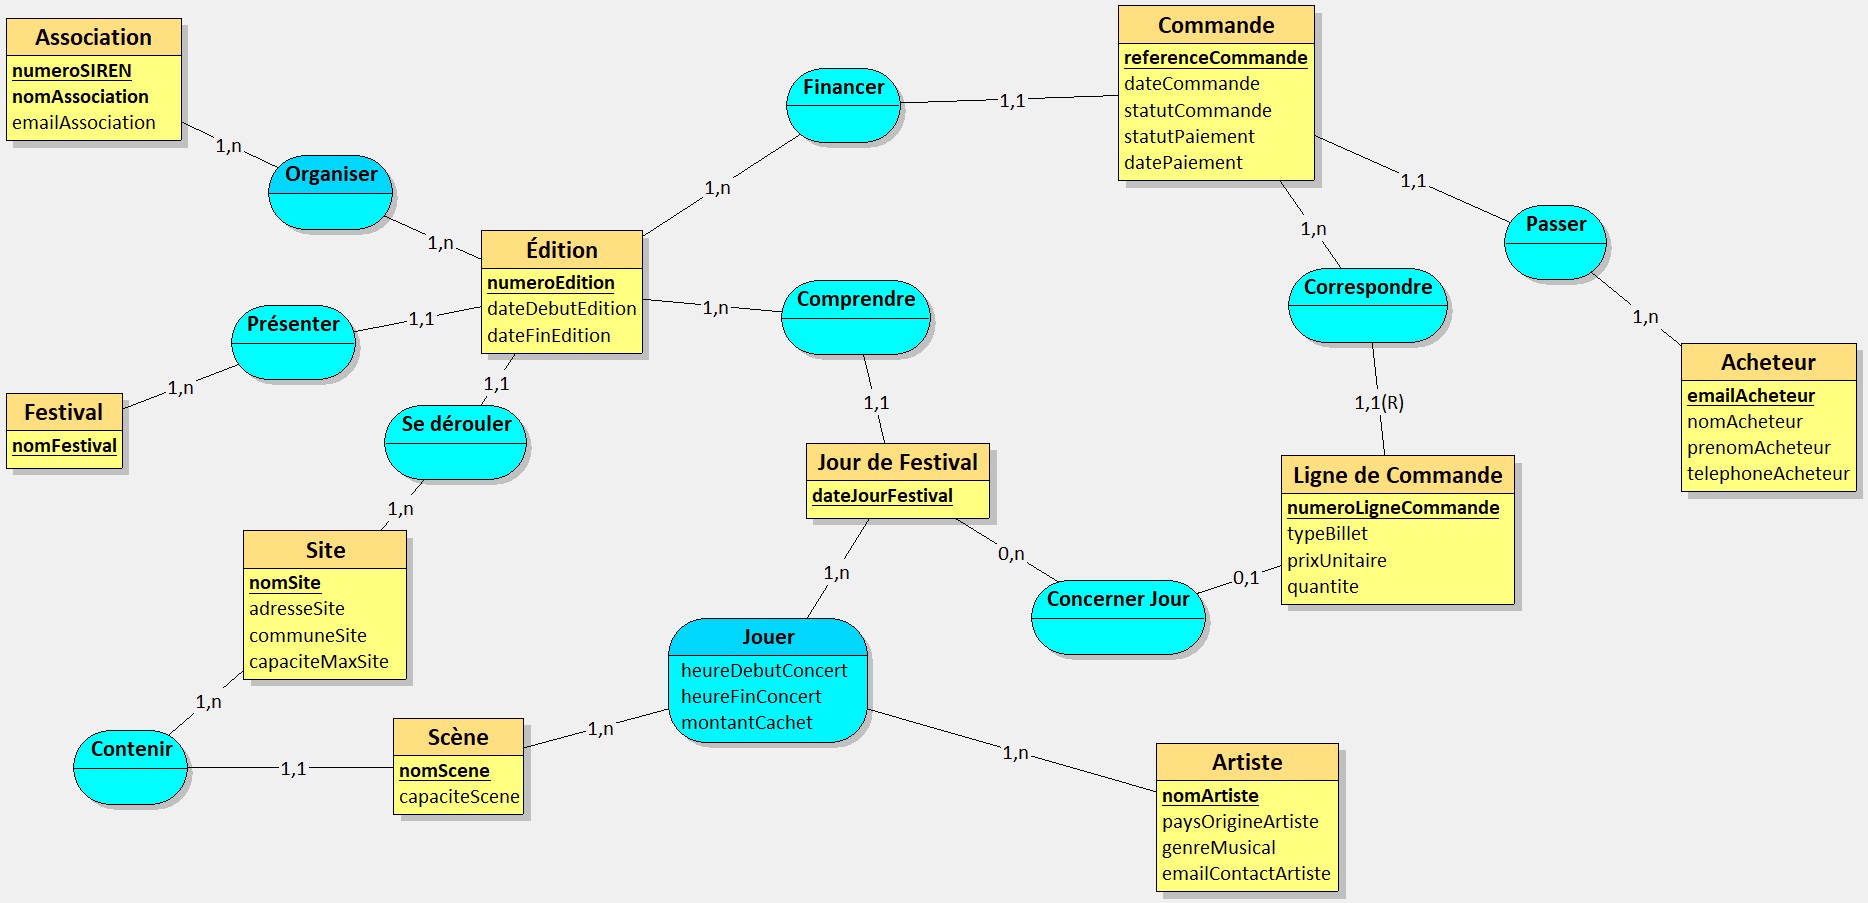 Association
numeroSIREN
nomAssociation
emailAssociation
1,n
Organiser
1,n
Édition
numeroEdition
dateDebutEdition
dateFinEdition
Financer
1,n
1,1
Commande
referenceCommande
dateCommande
statutCommande
statutPaiement
datePaiement
1,1
Passer
1,n
Acheteur
emailAcheteur
nomAcheteur
prenomAcheteur
telephoneAcheteur
1,n
Correspondre
1,1(R)
Ligne de Commande
numeroLigneCommande
typeBillet
prixUnitaire
quantite
1,n
Comprendre
1,1
Jour de Festival
dateJourFestival
0,n
Concerner Jour
0,1
Présenter
1,1
1,n
Festival
nomFestival
1,1
Se dérouler
1,n
Site
nomSite
adresseSite
communeSite
capaciteMaxSite
1,n
Contenir
1,1
Scène
nomScene
capaciteScene
1,n
1,n
Jouer
heureDebutConcert
heureFinConcert
montantCachet
1,n
Artiste
nomArtiste
paysOrigineArtiste
genreMusical
emailContactArtiste